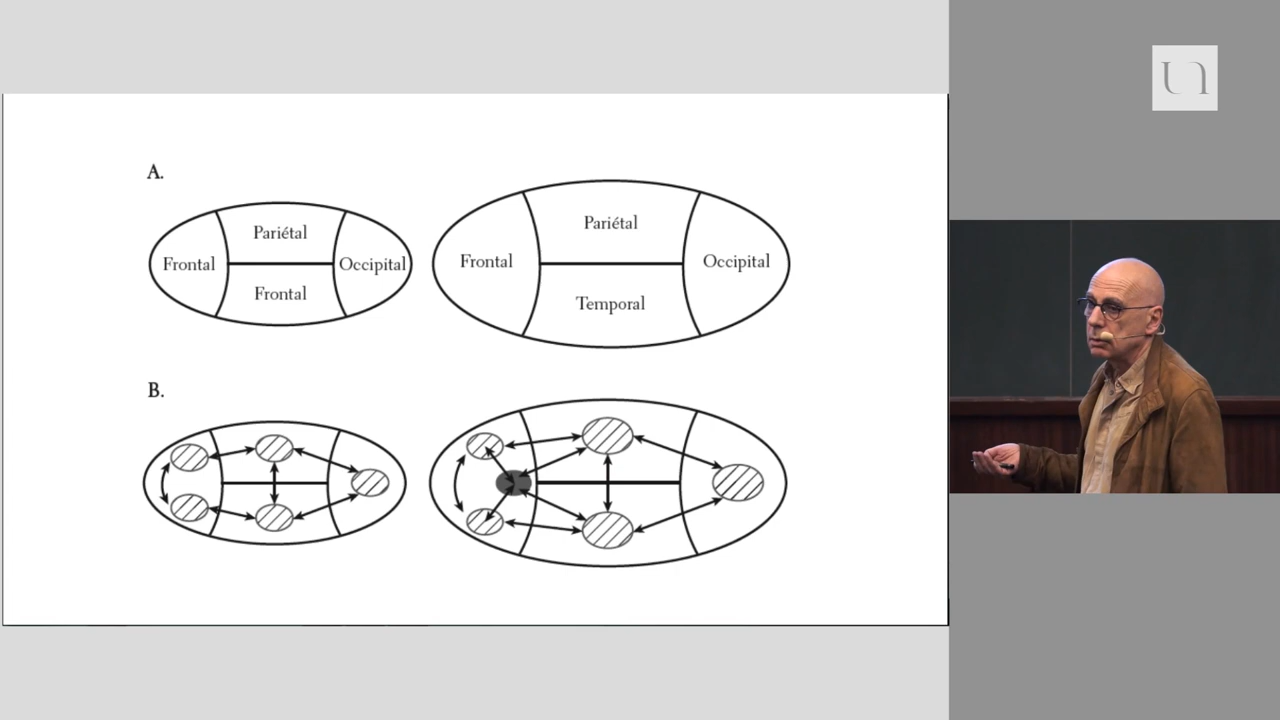 A.
Pariétal
Frontal
Occipital
Frontal
Pariétal
Frontal
Occipital
Temporal
B.